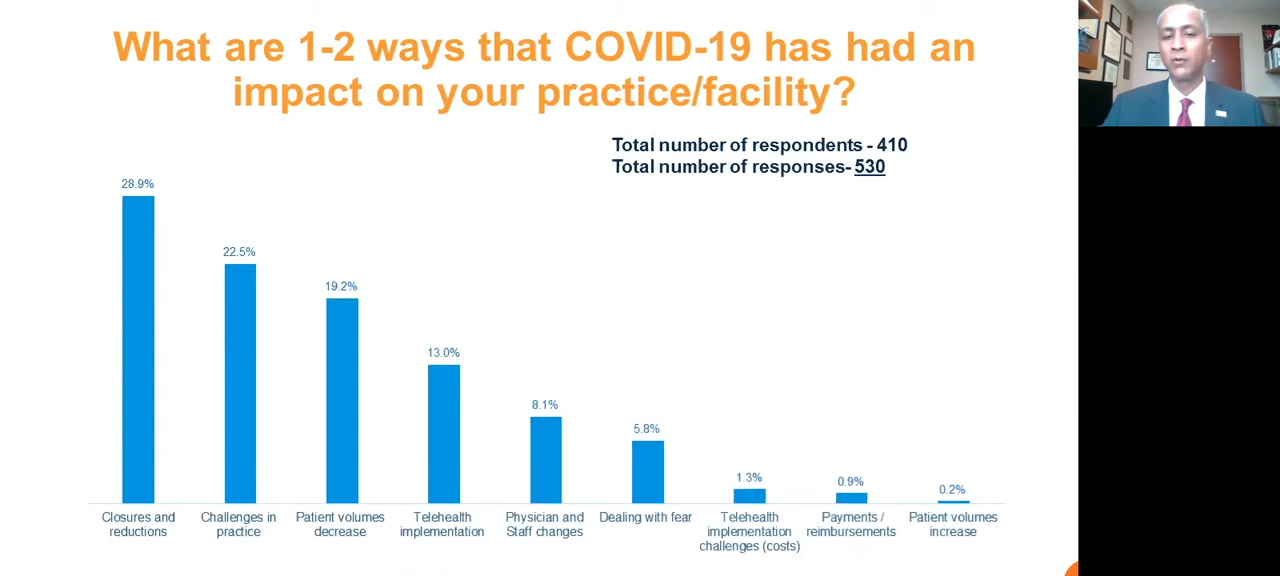 What are 1-2 ways that COVID-19 has had an
impact on your practice/facility?
Total number of respondents - 410
Total number of responses- 530
28.9%
22.5%
19.2%
13.0%
8.1%
5.8%
1.3%
0.9%
0.2%
Closures and
reductions
Challenges in
practice
Patient volumes
decrease
Telehealth
implementation
Physician and
Staff changes
Dealing with fear
Telehealth
implementation
challenges (costs)
Payments /
reimbursements
Patient volumes
increase